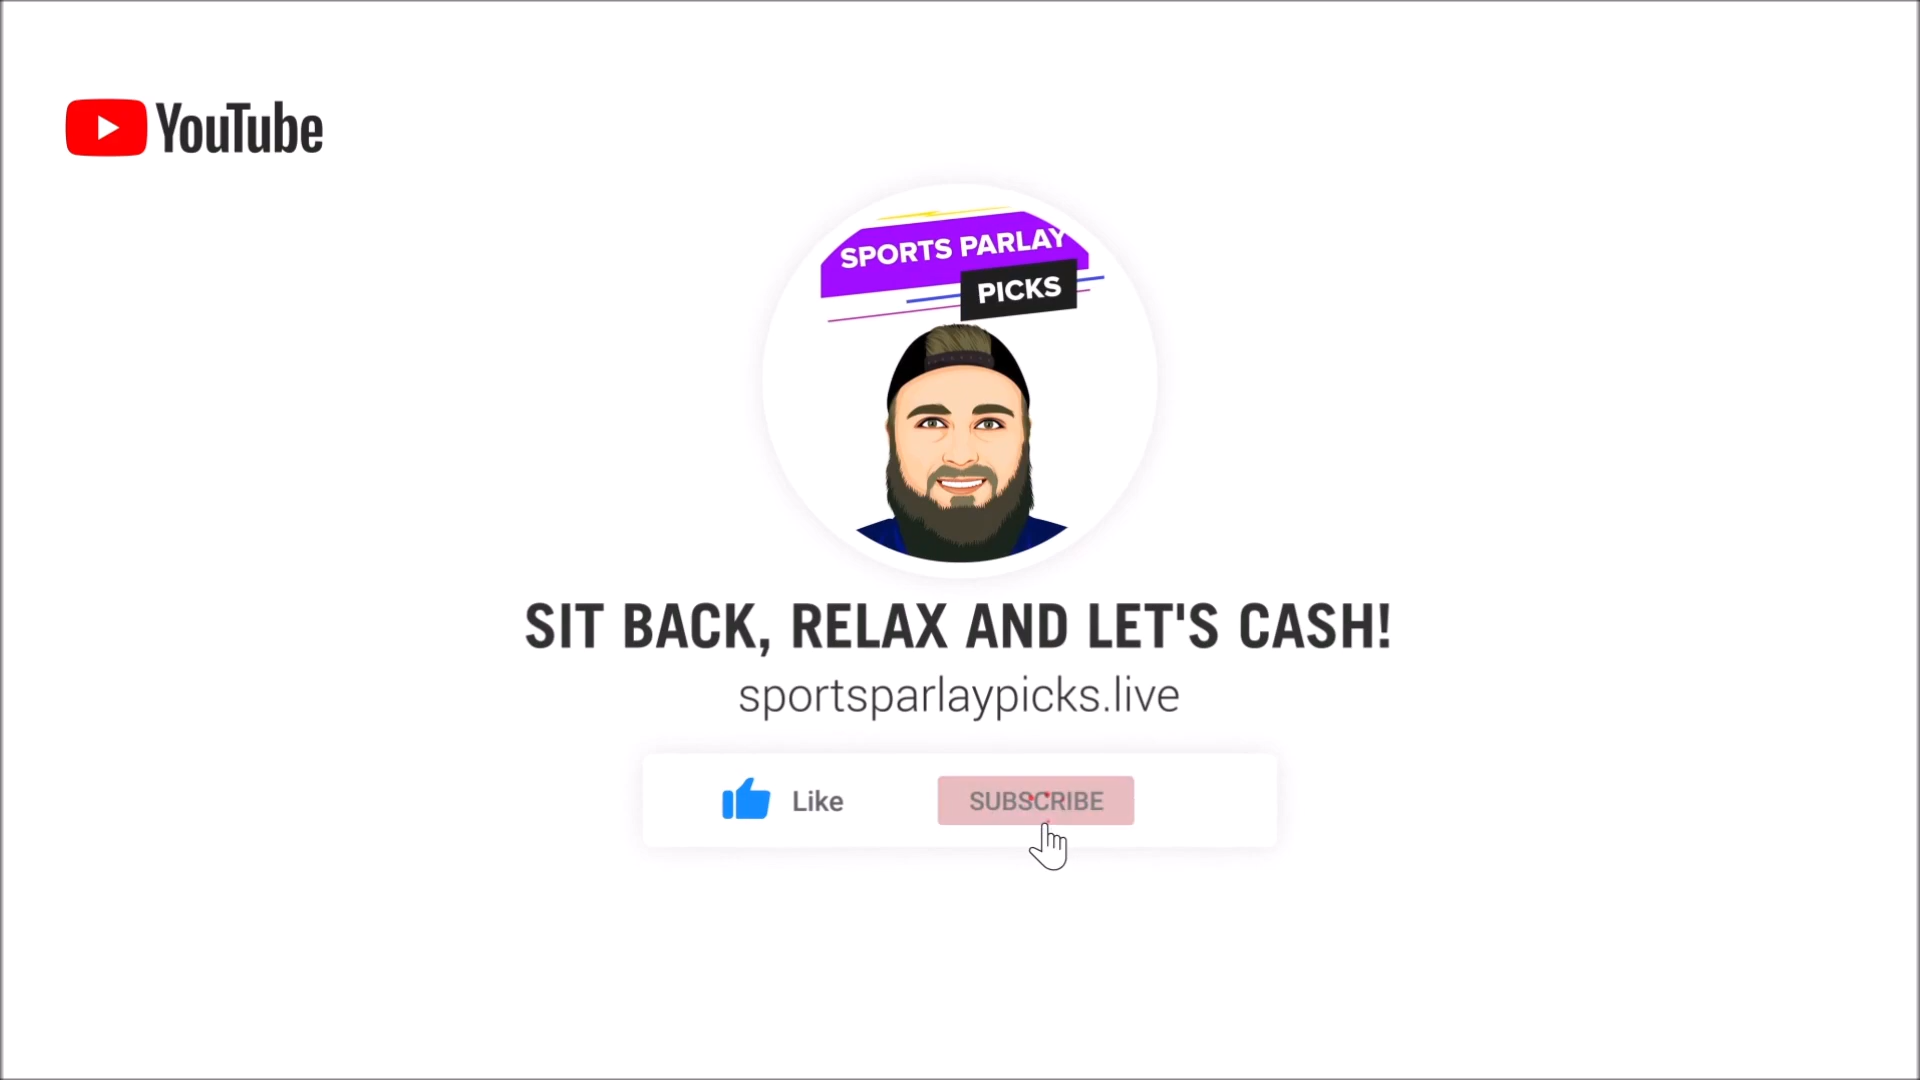 YouTube
SPORTS PARLAY
PICKS
SIT BACK, RELAX AND LET'S CASH!
sportsparlaypicks.live
Like
SUBSCRIBE